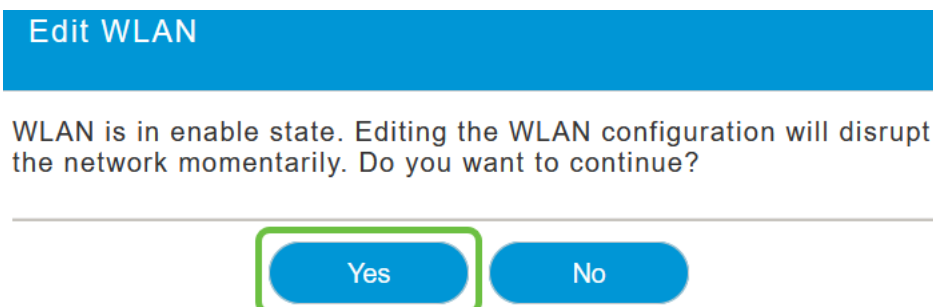 Edit WLAN
WLAN is in enable state. Editing the WLAN configuration will disrupt
the network momentarily. Do you want to continue?
Yes No